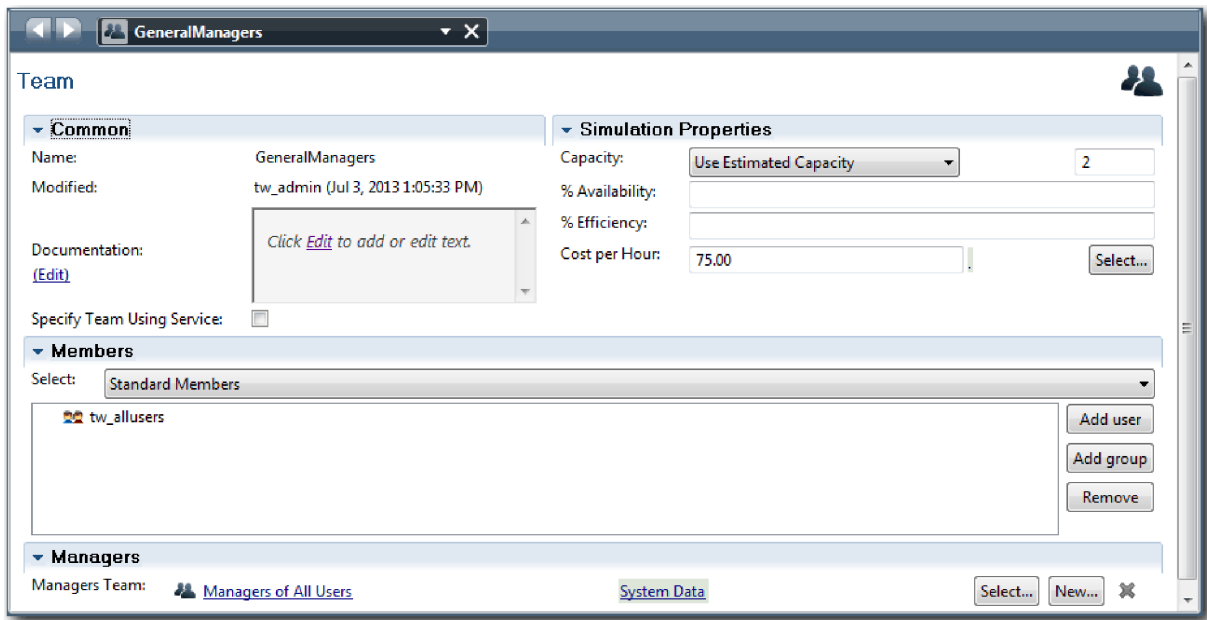 GeneralManagers
Team
Common
Name: GeneralManagers
Modified: tw_admin (Jul 3, 2013 1:05:33 PM)
Documentation:
(Edit)
Click Edit to add or edit text.
Specify Team Using Service:
Simulation Properties
Capacity: Use Estimated Capacity 2
% Availability:
% Efficiency:
Cost per Hour: 75.00 . Select...
Members
Select: Standard Members
tw_allusers
Add user
Add group
Remove
Managers
Managers Team: Managers of All Users System Data Select... New...